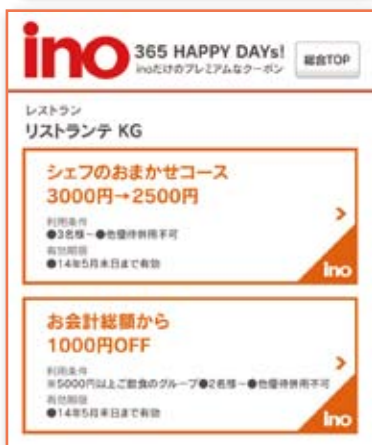 ino
365 HAPPY DAYs!
inoだけのプレミアムなクーポン
総合TOP
レストラン
リストランテ KG
シェフのおまかせコース
3000円→2500円
利用条件
●3名様~●他優待併用不可
有効期限
●14年5月末日まで有効
ino
お会計総額から
1000円OFF
利用条件
※5000円以上ご飲食のグループ●2名様~●他優待併用不可
有効期限
●14年5月末日まで有効
ino